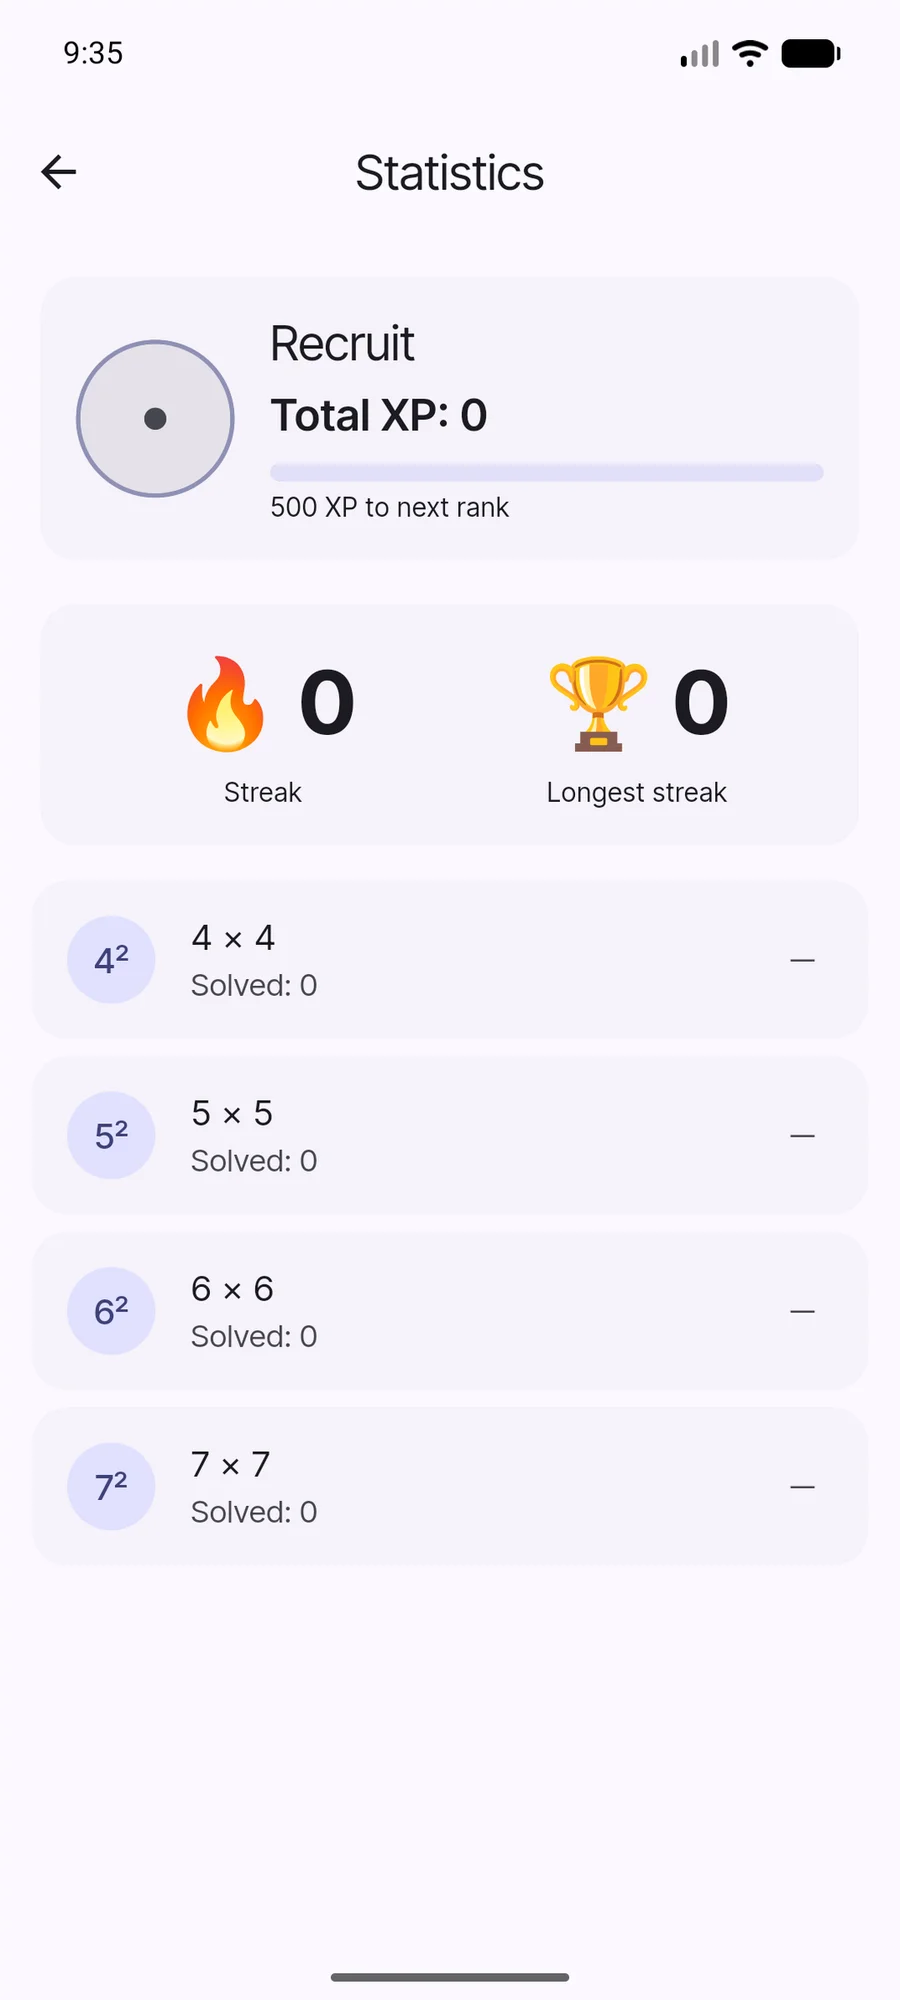 9:35
Statistics
Recruit
Total XP: 0
500 XP to next rank
0
Streak
0
Longest streak
4²
4 × 4
Solved: 0
—
5²
5 × 5
Solved: 0
—
6²
6 × 6
Solved: 0
—
7²
7 × 7
Solved: 0
—